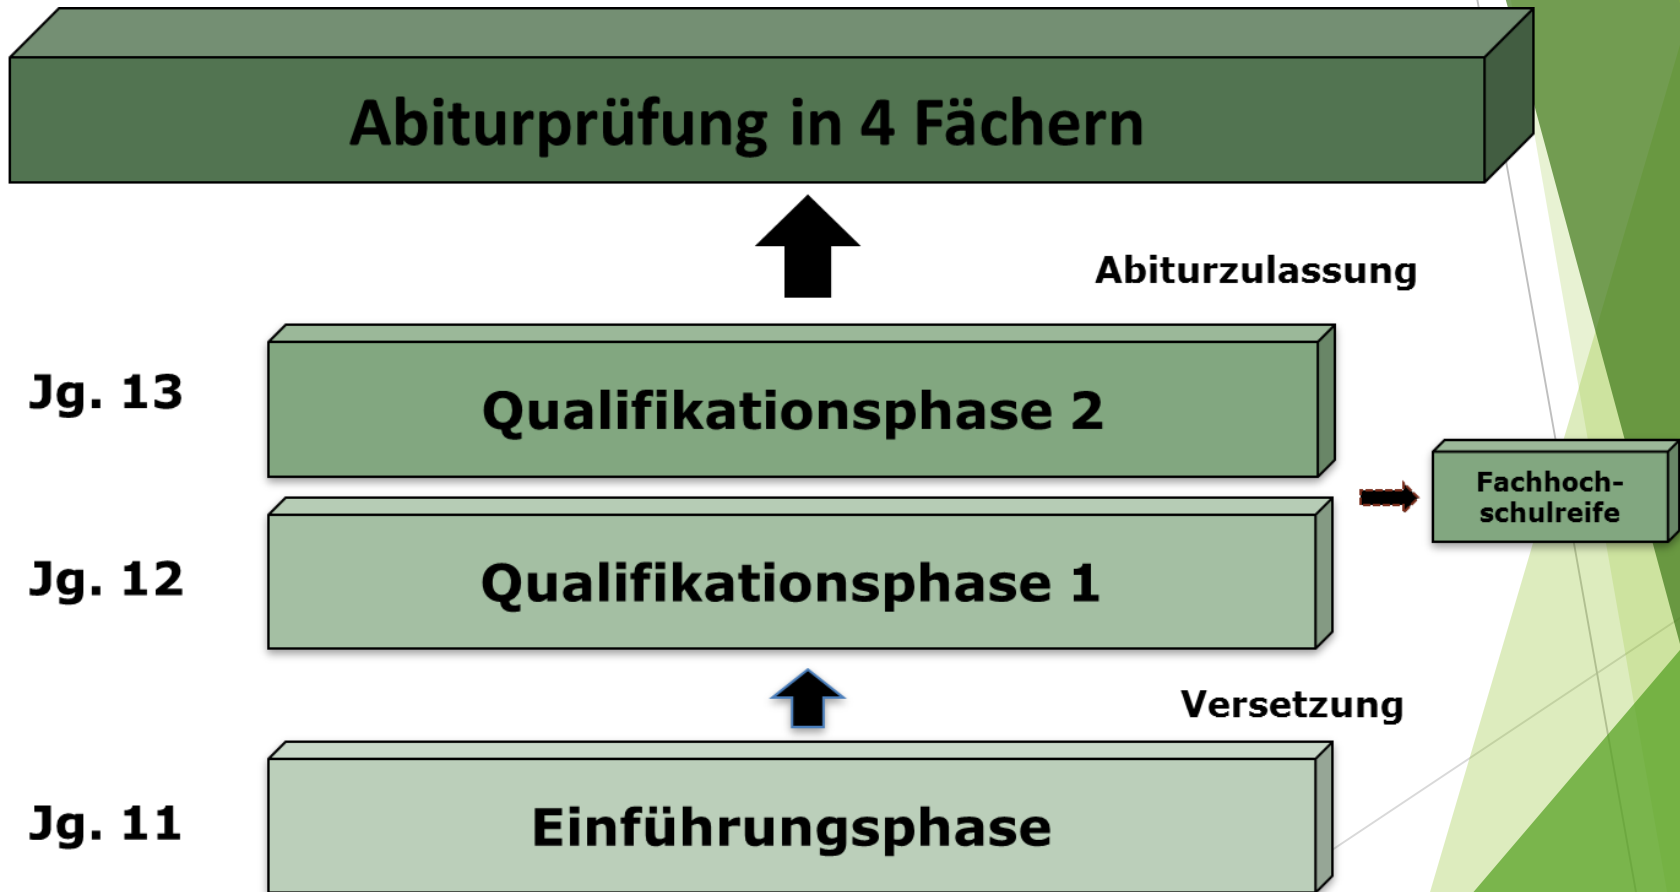 Abiturprüfung in 4 Fächern
Abiturzulassung
Jg. 13
Qualifikationsphase 2
Fachhoch-
schulreife
Jg. 12
Qualifikationsphase 1
Versetzung
Jg. 11
Einführungsphase